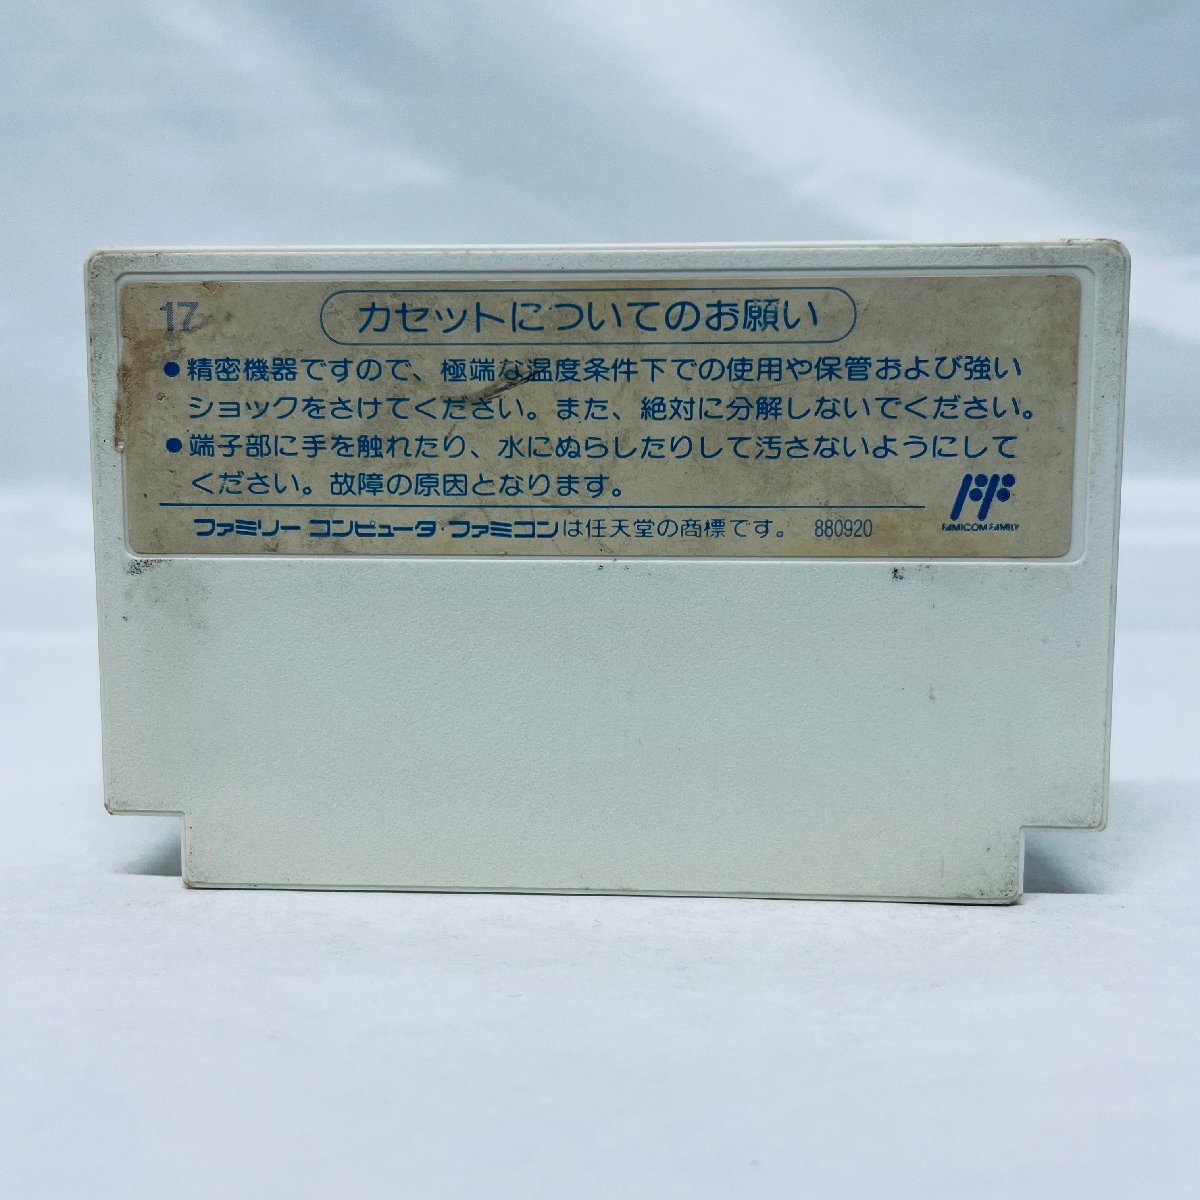 17
カセットについてのお願い
●精密機器ですので、極端な温度条件下での使用や保管および強い
ショックをさけてください。また、絶対に分解しないでください。
●端子部に手を触れたり、水にぬらしたりして汚さないようにして
ください。故障の原因となります。
FF
FAMICOM FAMILY
ファミリー コンピュータ・ファミコンは任天堂の商標です。 880920